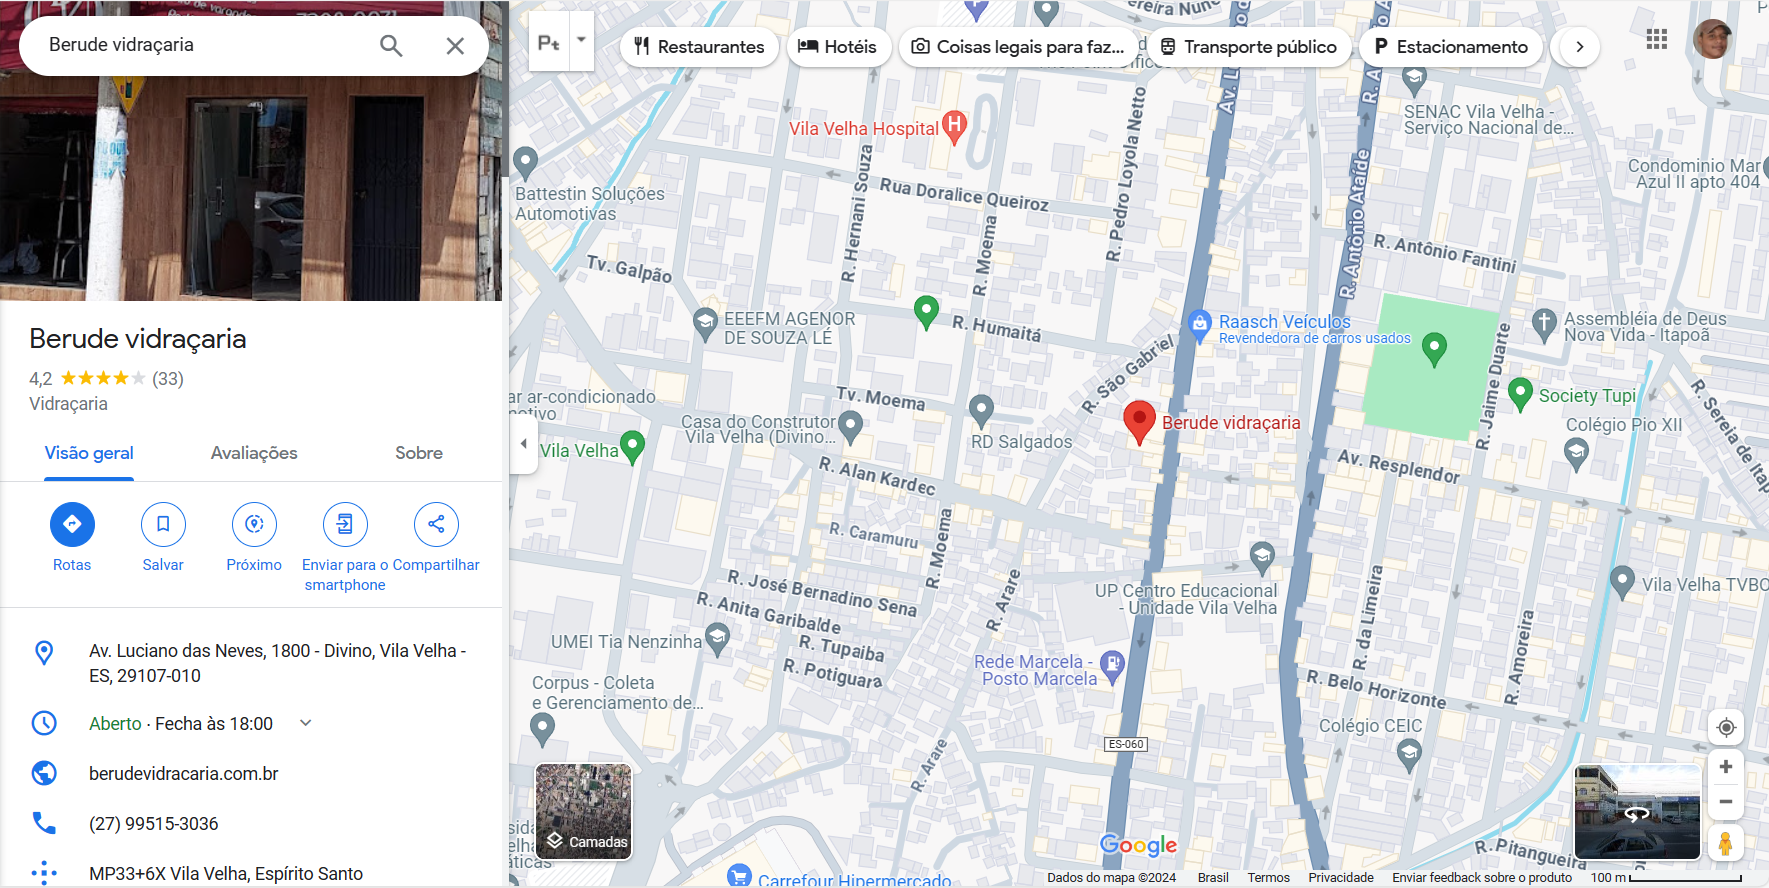 Berude vidraçaria
Berude vidraçaria
4,2
(33)
Vidraçaria
Visão geral
Avaliações
Sobre
Rotas
Salvar
Próximo
Enviar para o
smartphone
Compartilhar
Av. Luciano das Neves, 1800 - Divino, Vila Velha -
ES, 29107-010
Aberto · Fecha às 18:00
berudevidracaria.com.br
(27) 99515-3036
MP33+6X Vila Velha, Espírito Santo
Restaurantes
Hotéis
Coisas legais para faz...
Transporte público
P Estacionamento
SENAC Vila Velha -
Serviço Nacional de...
Vila Velha Hospital
H
Battestin Soluções
Automotivas
Condominio Mar
Azul II apto 404
Rua Doralice Queiroz
R. Hernani Souza
R. Moema
R. Pedro Loyola Netto
R. Antônio Ataíde
R. Antônio Fantini
Tv. Galpão
EEEFM AGENOR
DE SOUZA LÉ
R. Humaitá
R. São Gabriel
Raasch Veículos
Revendedora de carros usados
Assembléia de Deus
Nova Vida - Itapoã
R. Jaime Duarte
Society Tupi
Colégio Pio XII
ar ar-condicionado
Tv. Moema
Casa do Construtor
Vila Velha (Divino...
Vila Velha
RD Salgados
Berude vidraçaria
R. Alan Kardec
Av. Resplendor
R. Caramuru
R. Moema
R. José Bernadino Sena
R. Anita Garibalde
R. Tupaiba
R. Potiguara
R. Arare
UP Centro Educacional
- Unidade Vila Velha
Vila Velha TVBO
UMEI Tia Nenzinha
Rede Marcela -
Posto Marcela
R. da Limeira
R. Amoreira
R. Belo Horizonte
Corpus - Coleta
e Gerenciamento de...
Colégio CEIC
ES-060
R. Arare
Camadas
Google
R. Pitangueira
Carrefour Hipermercado
Dados do mapa ©2024 Brasil Termos Privacidade Enviar feedback sobre o produto 100 m